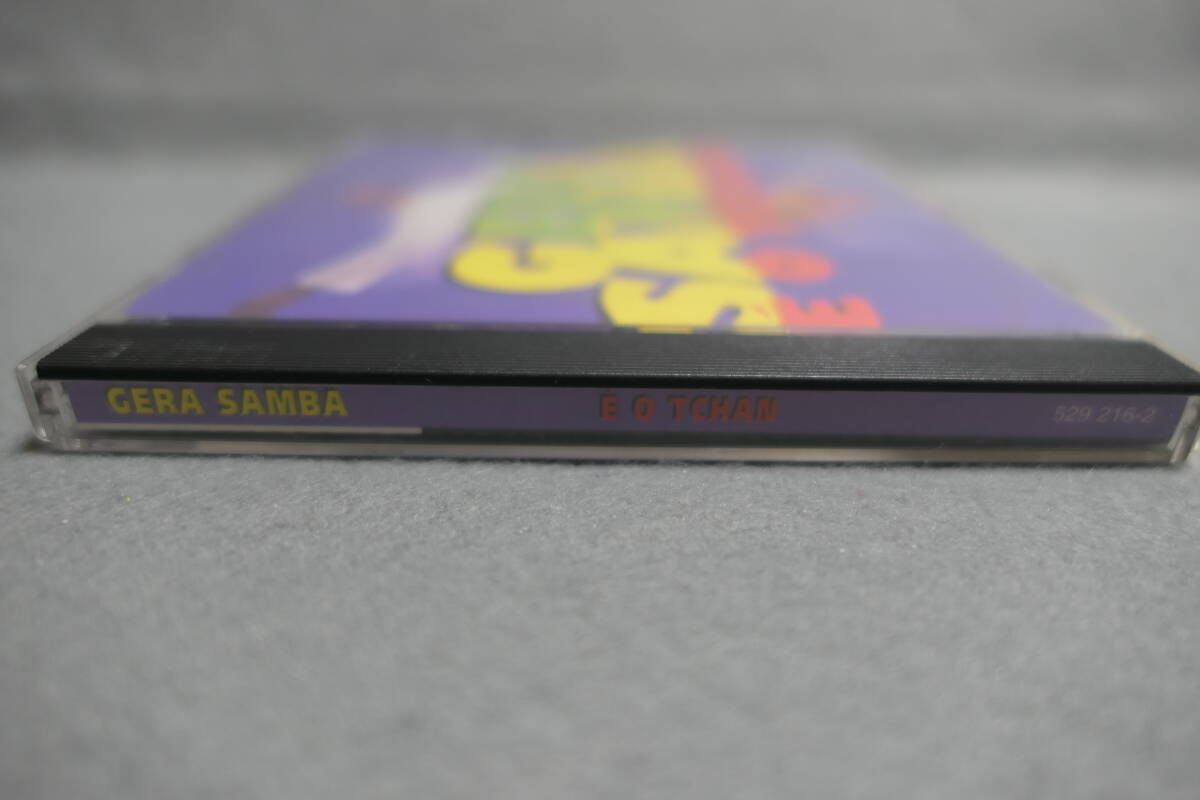 GERA SAMBA É O TCHAN 529 216-2